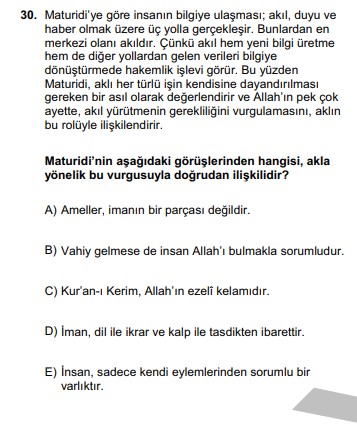 30. Maturidi'ye göre insanın bilgiye ulaşması; akıl, duyu ve
haber olmak üzere üç yolla gerçekleşir. Bunlardan en
merkezi olanı akıldır. Çünkü akıl hem yeni bilgi üretme
hem de diğer yollardan gelen verileri bilgiye
dönüştürmede hakemlik işlevi görür. Bu yüzden
Maturidi, aklı her türlü işin kendisine dayandırılması
gereken bir asıl olarak değerlendirir ve Allah'ın pek çok
ayette, akıl yürütmenin gerekliliğini vurgulamasını, aklın
bu rolüyle ilişkilendirir.
Maturidi'nin aşağıdaki görüşlerinden hangisi, akla
yönelik bu vurgusuyla doğrudan ilişkilidir?
A) Ameller, imanın bir parçası değildir.
B) Vahiy gelmese de insan Allah'ı bulmakla sorumludur.
C) Kur'an-ı Kerim, Allah'ın ezelî kelamıdır.
D) İman, dil ile ikrar ve kalp ile tasdikten ibarettir.
E) İnsan, sadece kendi eylemlerinden sorumlu bir
varlıktır.